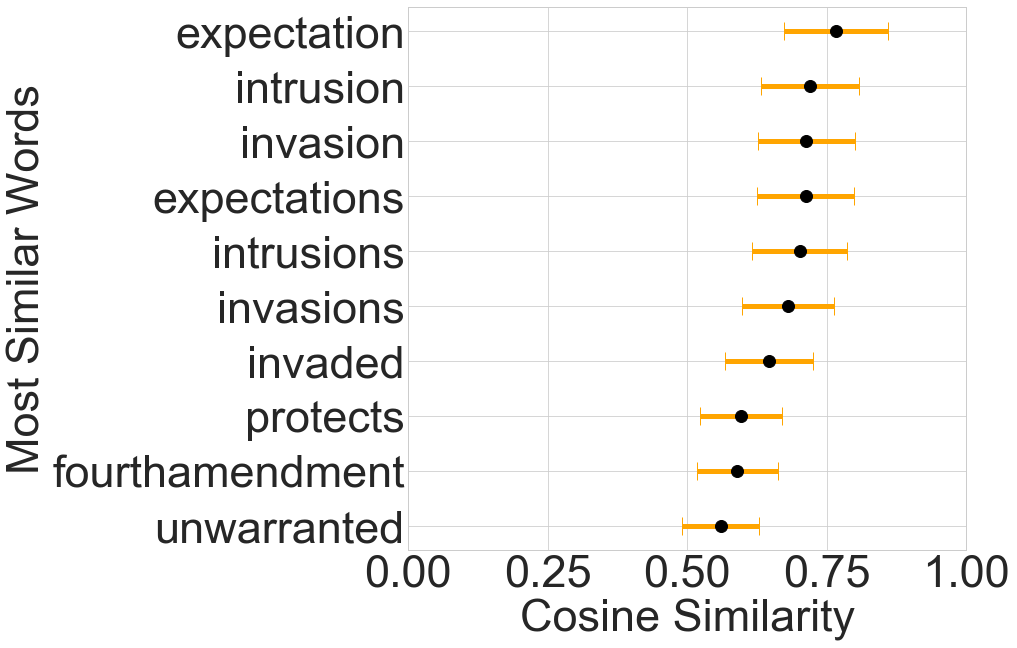 Most Similar Words
expectation
intrusion
invasion
expectations
intrusions
invasions
invaded
protects
fourthamendment
unwarranted
0.00 0.25 0.50 0.75 1.00
Cosine Similarity